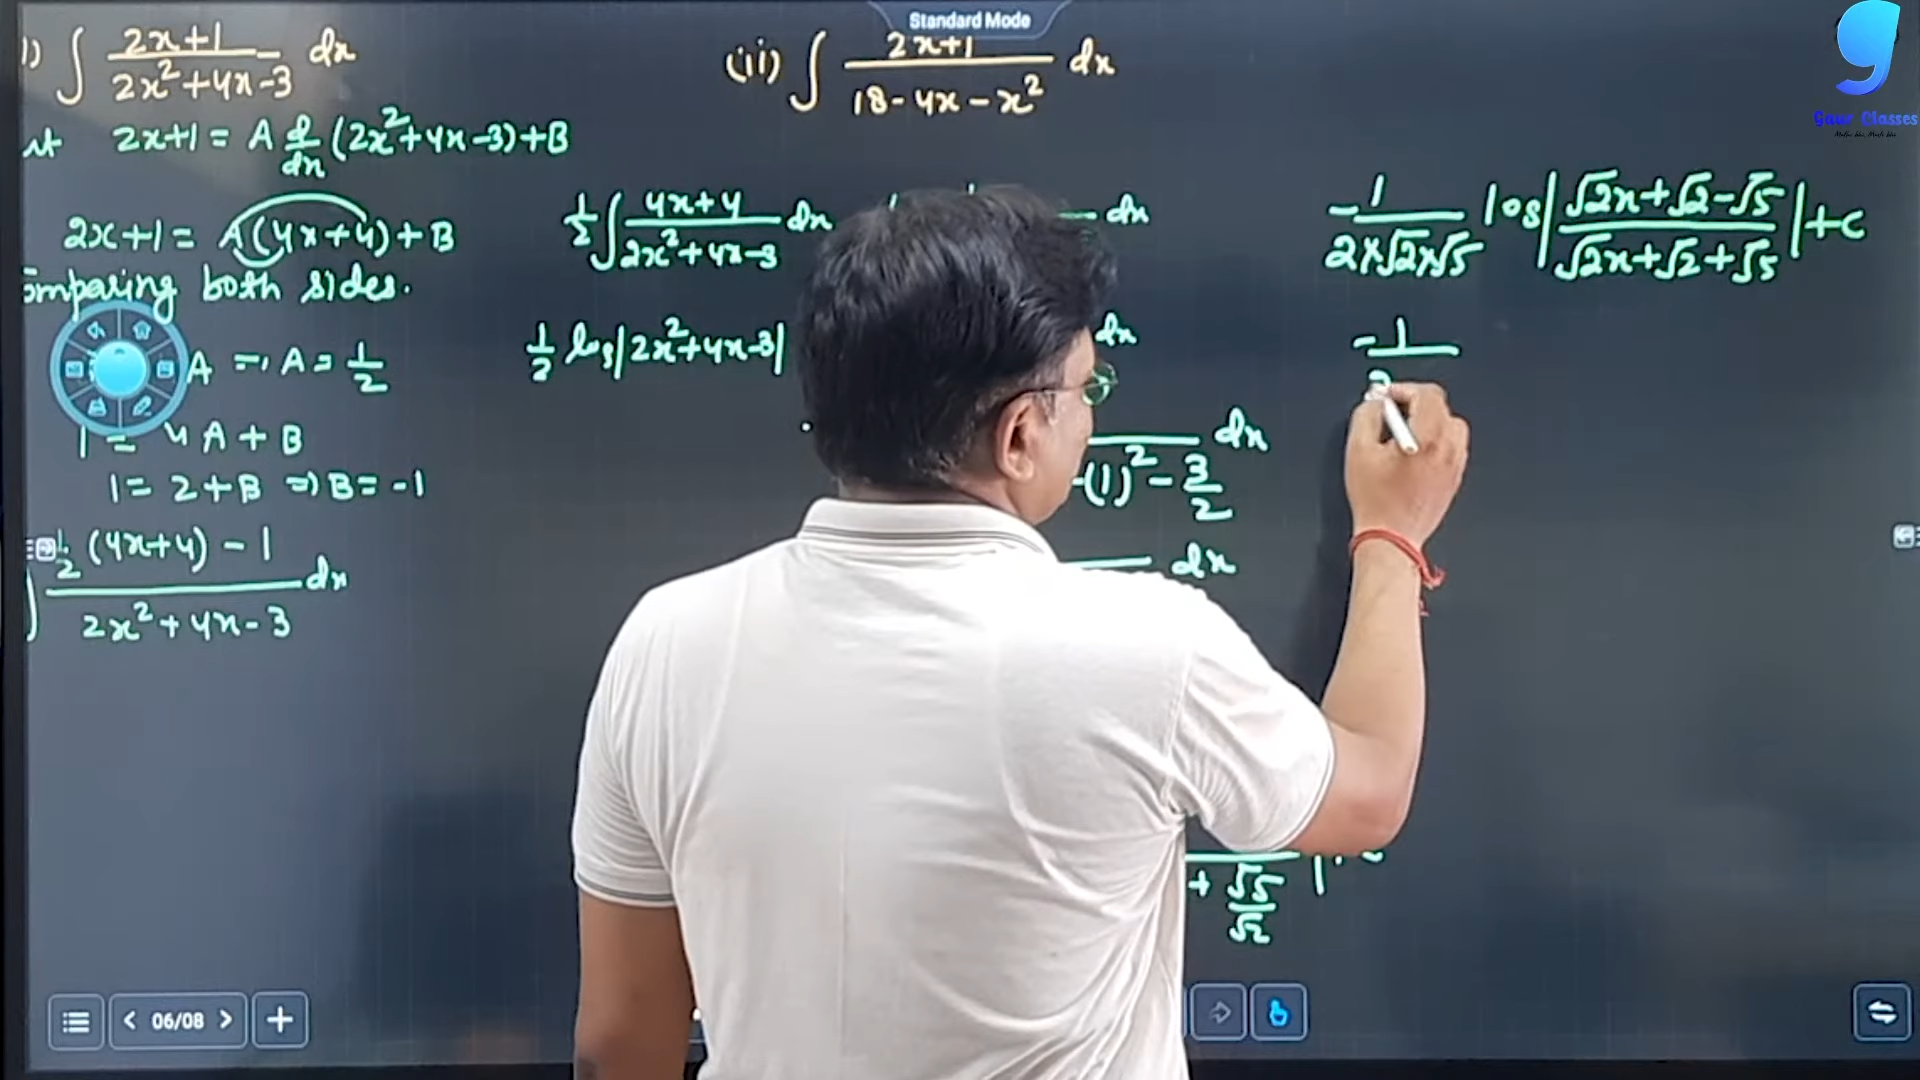 Standard Mode
) ∫ 2x+1 / 2x²+4x-3 dx
(ii) ∫ 2x+1 / 18-4x-x² dx
Gaur Classes
2x+1 = A d/dx (2x²+4x-3)+B
2x+1 = A(4x+4)+B
omparing both sides.
A ⇒ A = 1/2
1 = 4A+B
1 = 2+B ⇒ B = -1
1/2 (4x+4) - 1 / 2x²+4x-3 dx
1/2 ∫ 4x+4 / 2x²+4x-3 dx
dx
1/2 log|2x²+4x-3|
dx
dx
-(1)² - 3/2
dx
+ √5/√2 |
-1 / 2×√2×√5 log| √2x+√2-√5 / √2x+√2+√5 |+c
-1
06/08